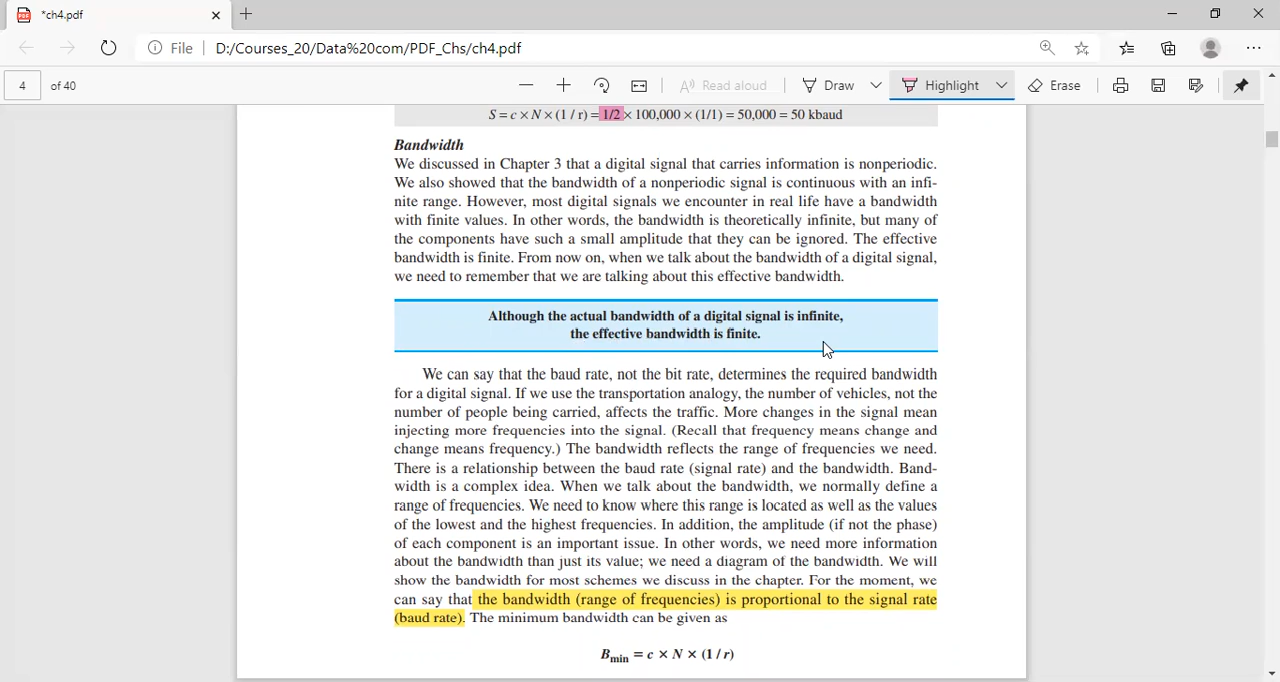 *ch4.pdf
File D:/Courses_20/Data%20com/PDF_Chs/ch4.pdf
4 of 40 Read aloud Draw Highlight Erase
S = c × N × (1 / r) = 1/2 × 100,000 × (1/1) = 50,000 = 50 kbaud
Bandwidth
We discussed in Chapter 3 that a digital signal that carries information is nonperiodic.
We also showed that the bandwidth of a nonperiodic signal is continuous with an infi-
nite range. However, most digital signals we encounter in real life have a bandwidth
with finite values. In other words, the bandwidth is theoretically infinite, but many of
the components have such a small amplitude that they can be ignored. The effective
bandwidth is finite. From now on, when we talk about the bandwidth of a digital signal,
we need to remember that we are talking about this effective bandwidth.
Although the actual bandwidth of a digital signal is infinite,
the effective bandwidth is finite.
We can say that the baud rate, not the bit rate, determines the required bandwidth
for a digital signal. If we use the transportation analogy, the number of vehicles, not the
number of people being carried, affects the traffic. More changes in the signal mean
injecting more frequencies into the signal. (Recall that frequency means change and
change means frequency.) The bandwidth reflects the range of frequencies we need.
There is a relationship between the baud rate (signal rate) and the bandwidth. Band-
width is a complex idea. When we talk about the bandwidth, we normally define a
range of frequencies. We need to know where this range is located as well as the values
of the lowest and the highest frequencies. In addition, the amplitude (if not the phase)
of each component is an important issue. In other words, we need more information
about the bandwidth than just its value; we need a diagram of the bandwidth. We will
show the bandwidth for most schemes we discuss in the chapter. For the moment, we
can say that the bandwidth (range of frequencies) is proportional to the signal rate
(baud rate). The minimum bandwidth can be given as
Bmin = c × N × (1 / r)